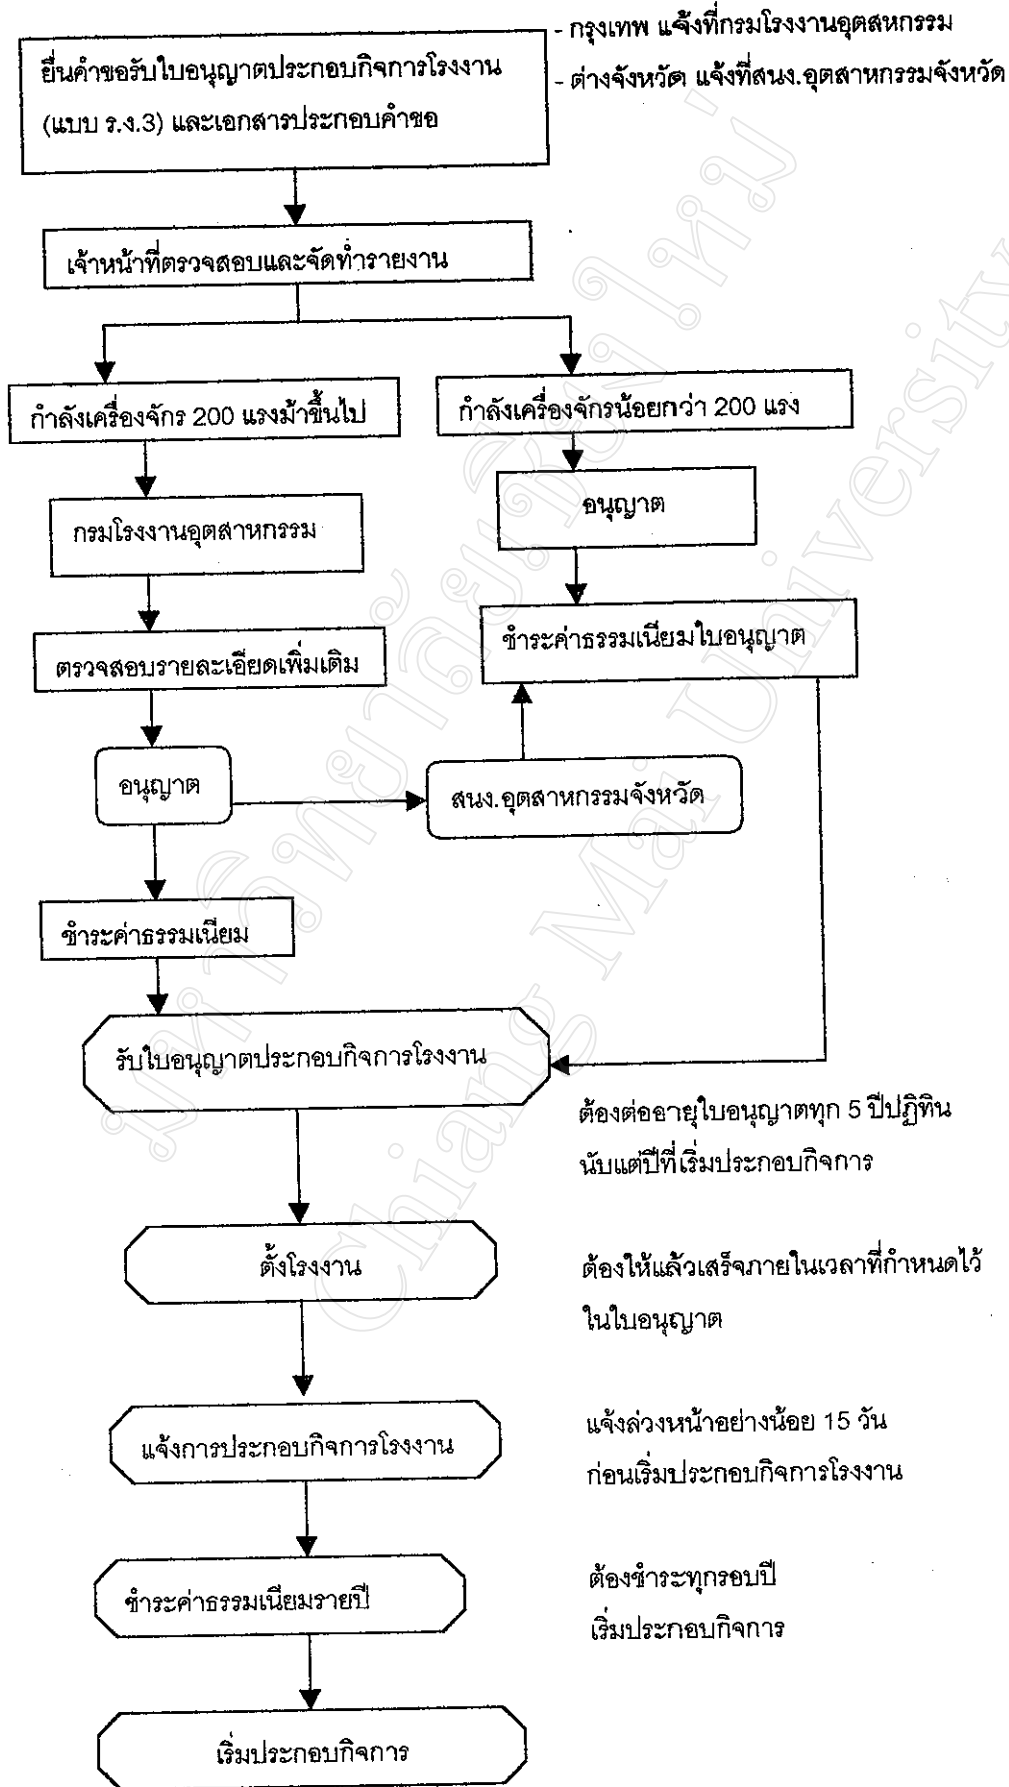 ยื่นคำขอรับใบอนุญาตประกอบกิจการโรงงาน
(แบบ ร.ง.3) และเอกสารประกอบคำขอ
- กรุงเทพ แจ้งที่กรมโรงงานอุตสหกรรม
- ต่างจังหวัด แจ้งที่สนง.อุตสาหกรรมจังหวัด
เจ้าหน้าที่ตรวจสอบและจัดทำรายงาน
กำลังเครื่องจักร 200 แรงม้าขึ้นไป
กำลังเครื่องจักรน้อยกว่า 200 แรง
กรมโรงงานอุตสาหกรรม
อนุญาต
ตรวจสอบรายละเอียดเพิ่มเติม
ชำระค่าธรรมเนียมใบอนุญาต
อนุญาต
สนง.อุตสาหกรรมจังหวัด
ชำระค่าธรรมเนียม
รับใบอนุญาตประกอบกิจการโรงงาน
ต้องต่ออายุใบอนุญาตทุก 5 ปีปฏิทิน
นับแต่ปีที่เริ่มประกอบกิจการ
ตั้งโรงงาน
ต้องให้แล้วเสร็จภายในเวลาที่กำหนดไว้
ในใบอนุญาต
แจ้งการประกอบกิจการโรงงาน
แจ้งล่วงหน้าอย่างน้อย 15 วัน
ก่อนเริ่มประกอบกิจการโรงงาน
ชำระค่าธรรมเนียมรายปี
ต้องชำระทุกรอบปี
เริ่มประกอบกิจการ
เริ่มประกอบกิจการ
มหาวิทยาลัยเชียงใหม่
Chiang Mai University